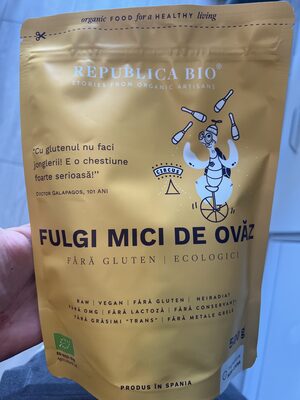 organic FOOD for a HEALTHY living
REPUBLICA BIO®
STORIES FROM ORGANIC ARTISANS
"Cu glutenul nu faci
jonglerii! E o chestiune
foarte serioasă!"
DOCTOR GALAPAGOS, 101 ANI
CIRCUS
FULGI MICI DE OVĂZ
FĂRĂ GLUTEN | ECOLOGICI
RAW | VEGAN | FĂRĂ GLUTEN | NEIRADIAT
FĂRĂ OMG | FĂRĂ LACTOZĂ | FĂRĂ CONSERVANȚI
FĂRĂ GRĂSIMI "TRANS" | FĂRĂ METALE GRELE
500 g
PRODUS ÎN SPANIA